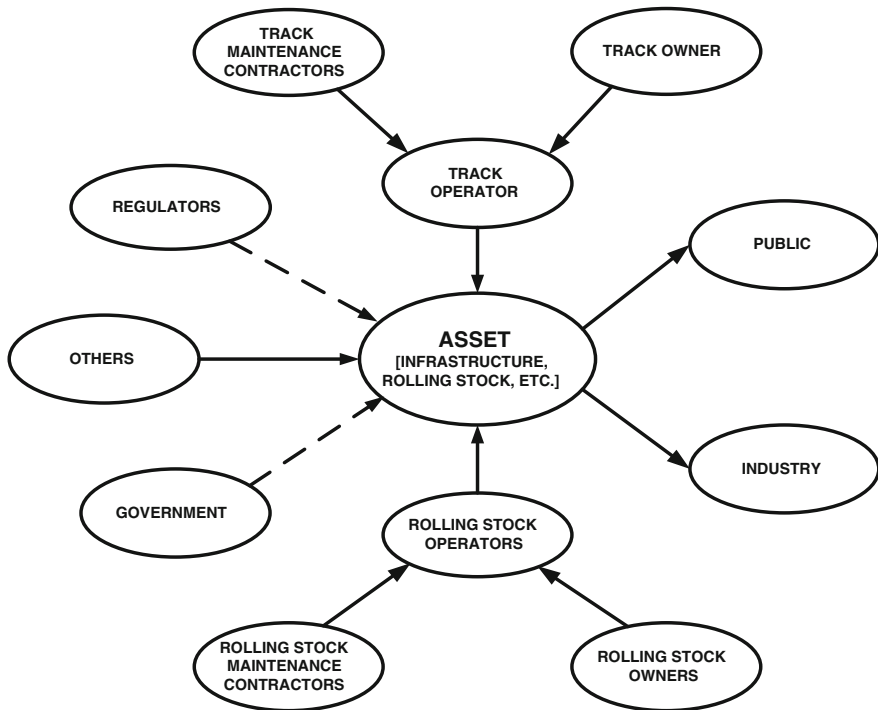 TRACK
MAINTENANCE
CONTRACTORS
TRACK OWNER
TRACK
OPERATOR
REGULATORS
PUBLIC
ASSET
[INFRASTRUCTURE,
ROLLING STOCK, ETC.]
OTHERS
INDUSTRY
GOVERNMENT
ROLLING STOCK
OPERATORS
ROLLING STOCK
MAINTENANCE
CONTRACTORS
ROLLING STOCK
OWNERS